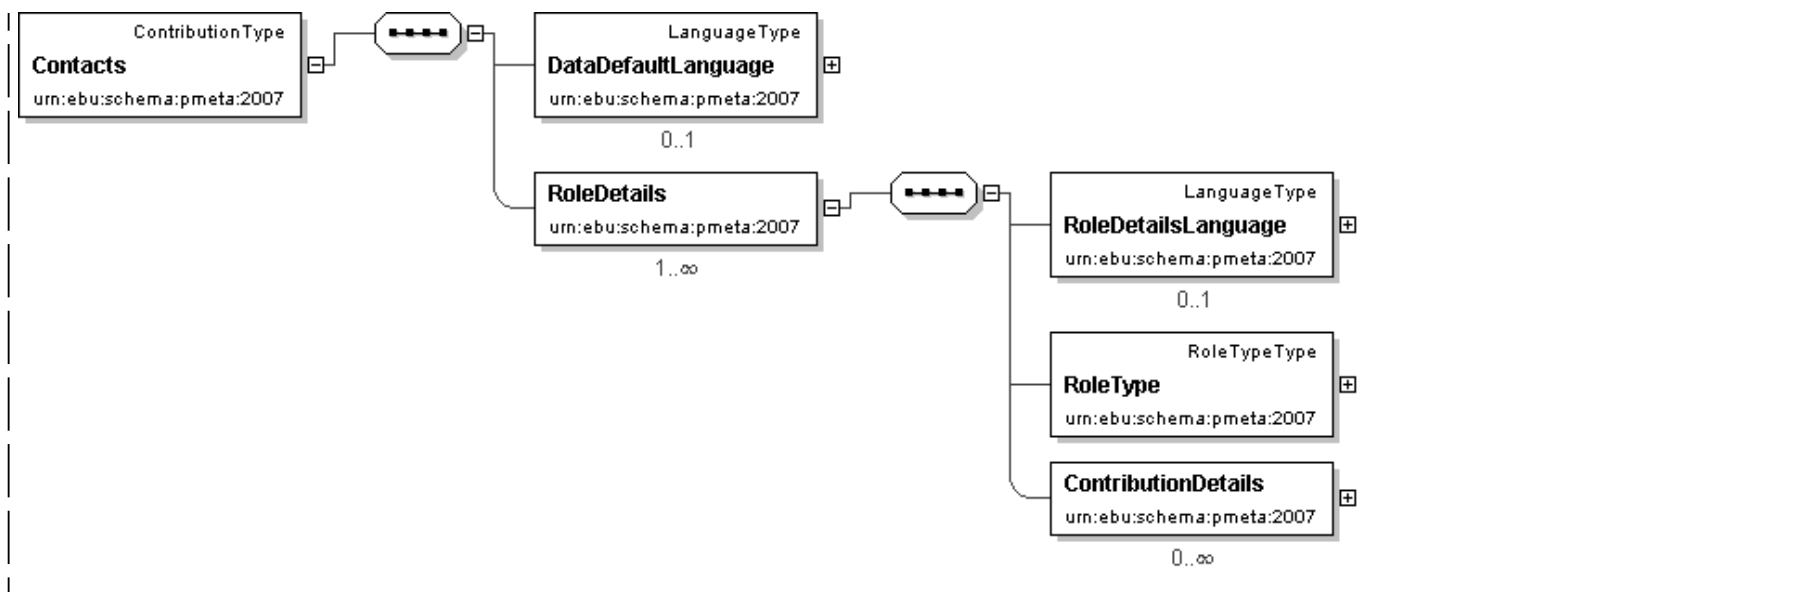 ContributionType
Contacts
urn:ebu:schema:pmeta:2007
LanguageType
DataDefaultLanguage
urn:ebu:schema:pmeta:2007
0..1
RoleDetails
urn:ebu:schema:pmeta:2007
1..∞
LanguageType
RoleDetailsLanguage
urn:ebu:schema:pmeta:2007
0..1
RoleTypeType
RoleType
urn:ebu:schema:pmeta:2007
ContributionDetails
urn:ebu:schema:pmeta:2007
0..∞